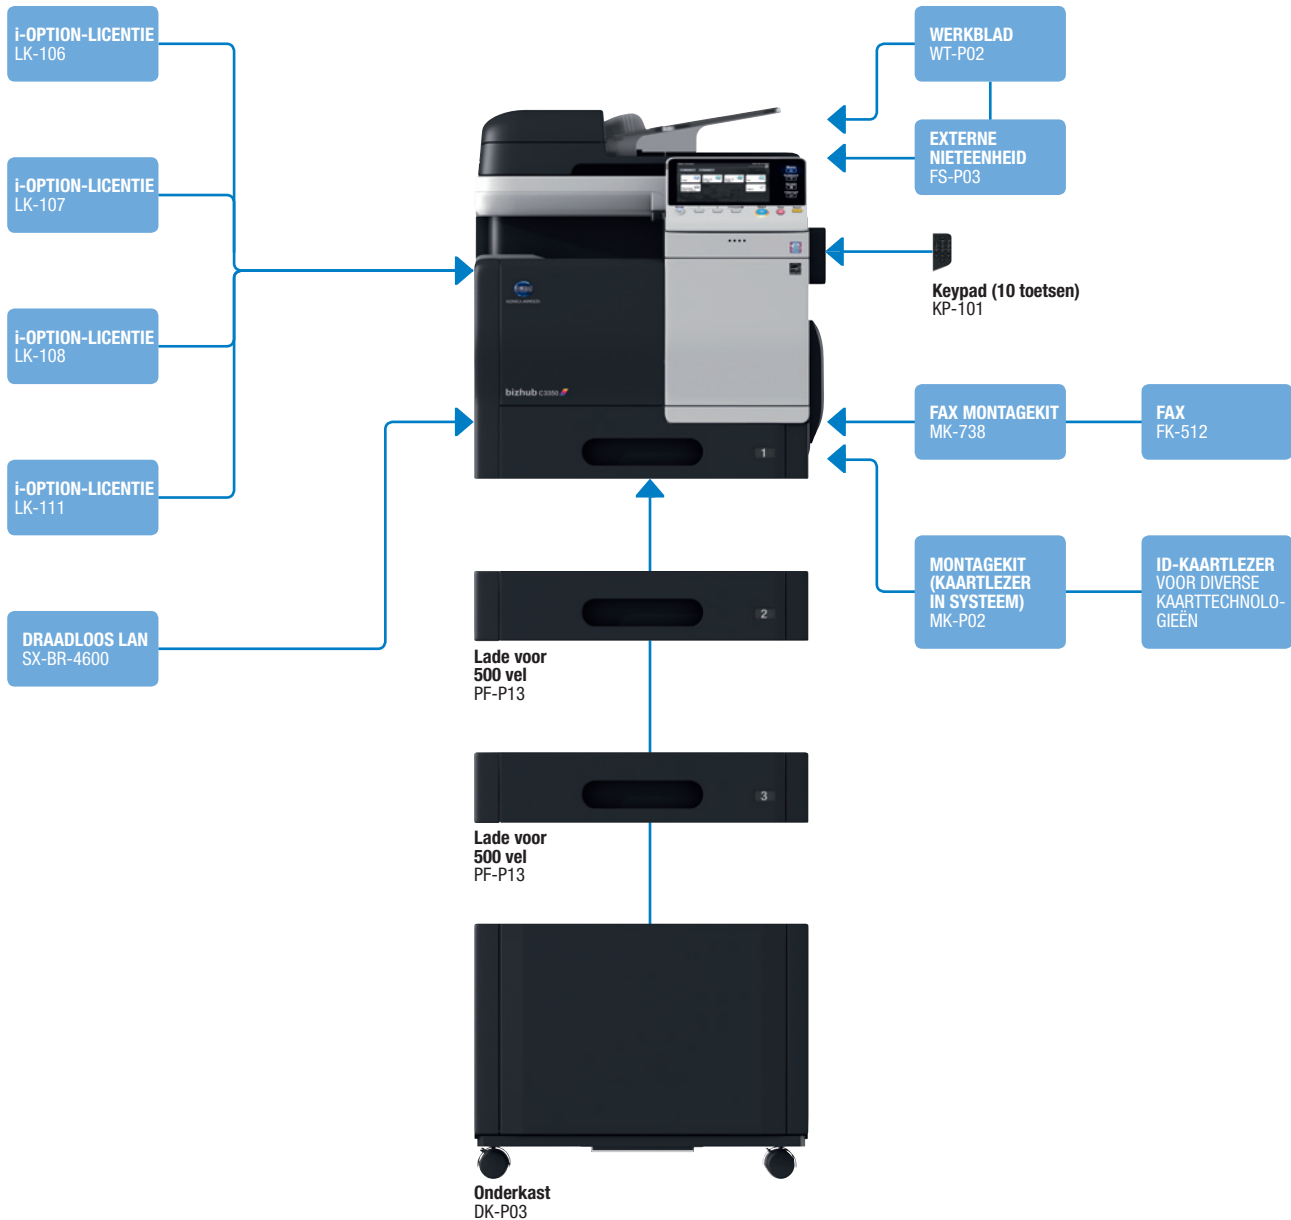 i-OPTION-LICENTIE
LK-106
i-OPTION-LICENTIE
LK-107
i-OPTION-LICENTIE
LK-108
i-OPTION-LICENTIE
LK-111
DRAADLOOS LAN
SX-BR-4600
WERKBLAD
WT-P02
EXTERNE
NIETEENHEID
FS-P03
Keypad (10 toetsen)
KP-101
FAX MONTAGEKIT
MK-738
FAX
FK-512
MONTAGEKIT
(KAARTLEZER
IN SYSTEEM)
MK-P02
ID-KAARTLEZER
VOOR DIVERSE
KAARTTECHNOLO-
GIEËN
KONICA MINOLTA
bizhub C3350
1
2
Lade voor
500 vel
PF-P13
3
Lade voor
500 vel
PF-P13
Onderkast
DK-P03